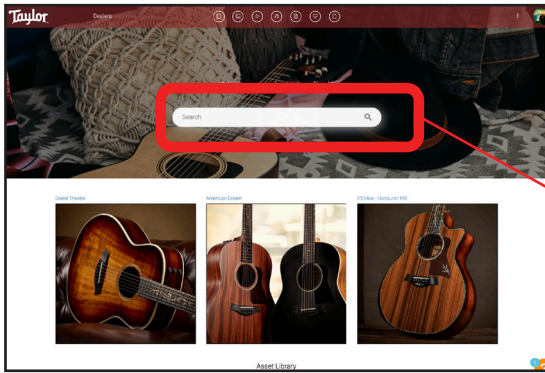 Taylor
Dealers
Search
Grand Theater
American Dream
PS14ce - Honduran RW
Asset Library